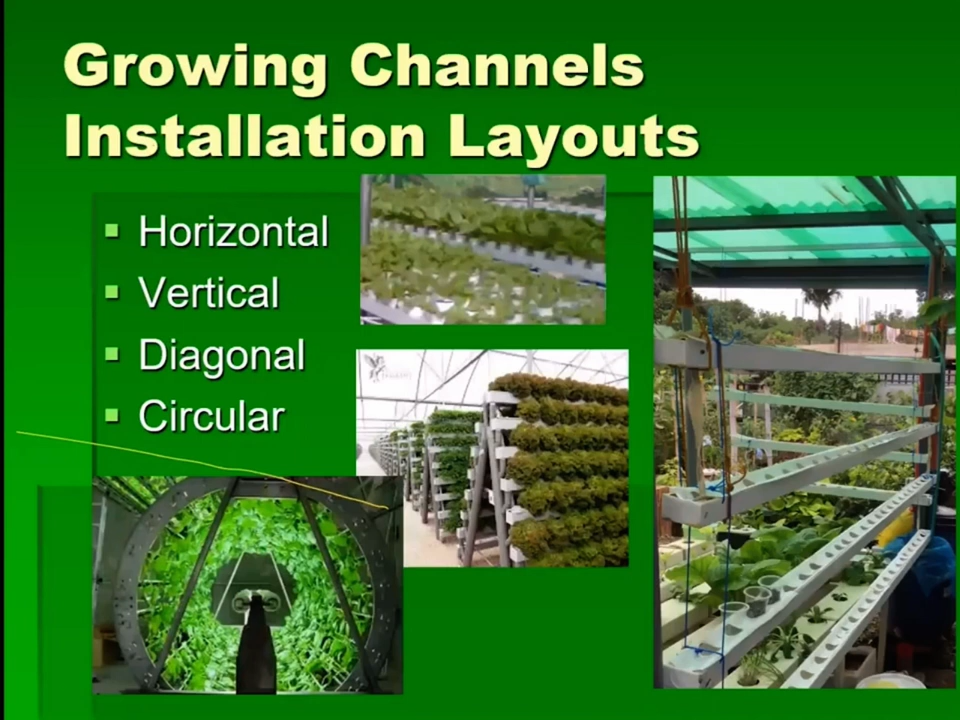 Growing Channels
Installation Layouts
Horizontal
Vertical
Diagonal
Circular